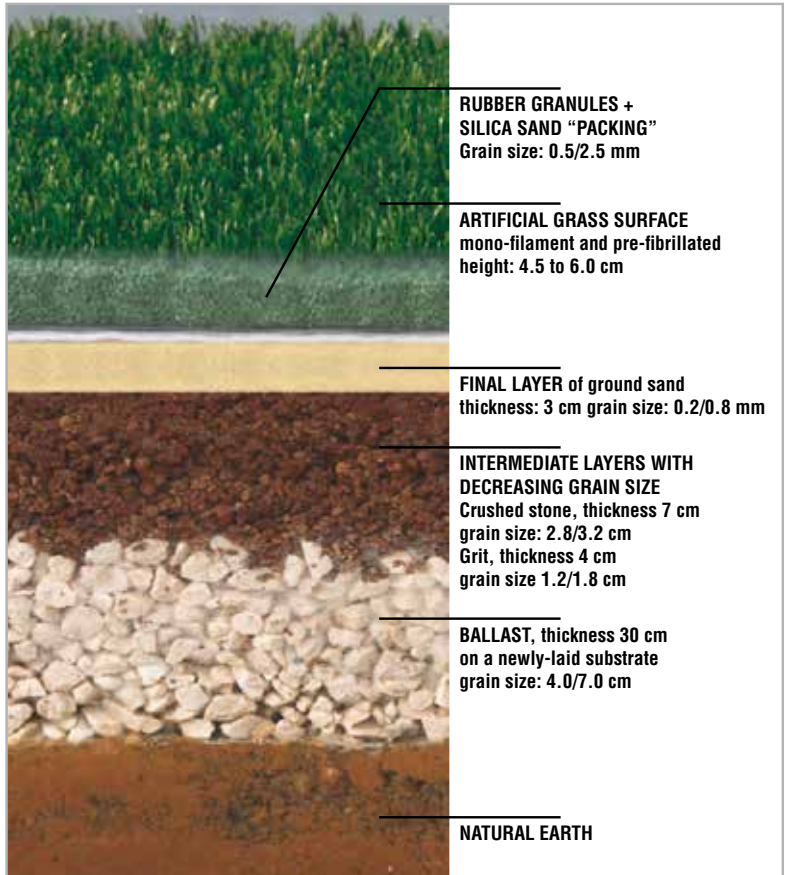 RUBBER GRANULES +
SILICA SAND “PACKING”
Grain size: 0.5/2.5 mm
ARTIFICIAL GRASS SURFACE
mono-filament and pre-fibrillated
height: 4.5 to 6.0 cm
FINAL LAYER of ground sand
thickness: 3 cm grain size: 0.2/0.8 mm
INTERMEDIATE LAYERS WITH
DECREASING GRAIN SIZE
Crushed stone, thickness 7 cm
grain size: 2.8/3.2 cm
Grit, thickness 4 cm
grain size 1.2/1.8 cm
BALLAST, thickness 30 cm
on a newly-laid substrate
grain size: 4.0/7.0 cm
NATURAL EARTH